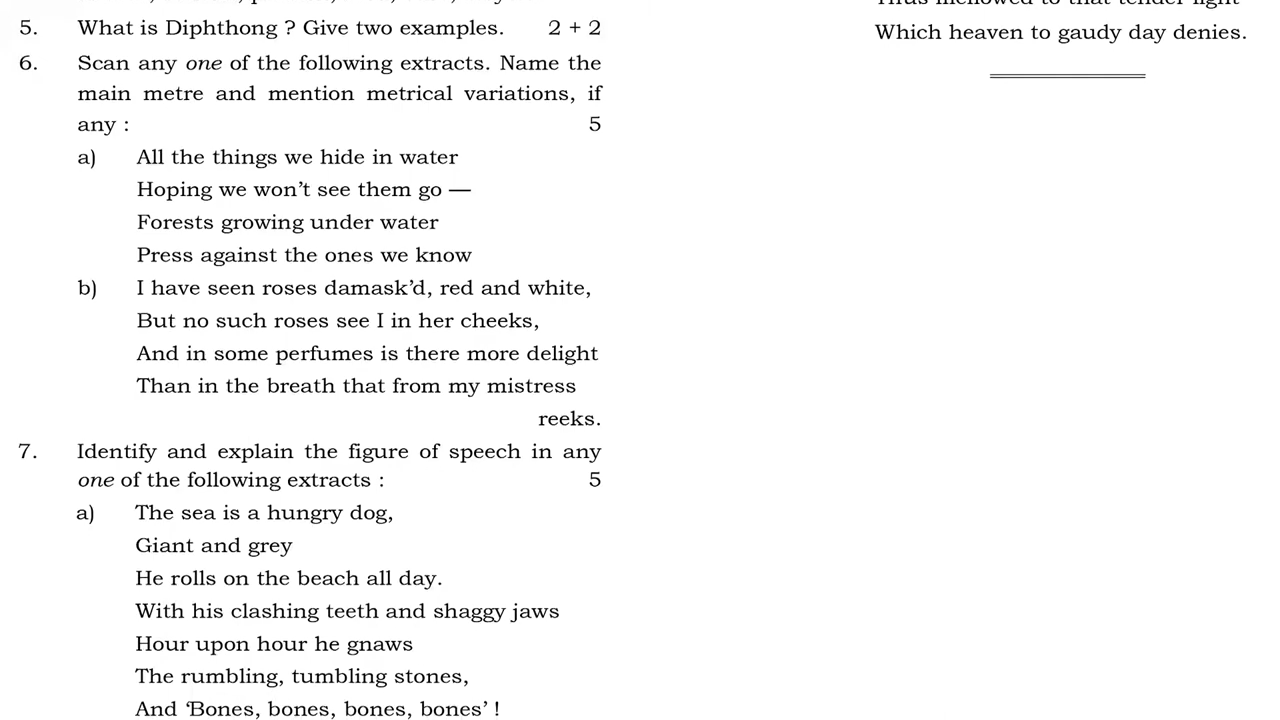 5. What is Diphthong ? Give two examples. 2 + 2
6. Scan any one of the following extracts. Name the
main metre and mention metrical variations, if
any : 5
a) All the things we hide in water
Hoping we won’t see them go —
Forests growing under water
Press against the ones we know
b) I have seen roses damask’d, red and white,
But no such roses see I in her cheeks,
And in some perfumes is there more delight
Than in the breath that from my mistress
reeks.
7. Identify and explain the figure of speech in any
one of the following extracts : 5
a) The sea is a hungry dog,
Giant and grey
He rolls on the beach all day.
With his clashing teeth and shaggy jaws
Hour upon hour he gnaws
The rumbling, tumbling stones,
And ‘Bones, bones, bones, bones’ !
Thus mellowed to that tender light
Which heaven to gaudy day denies.